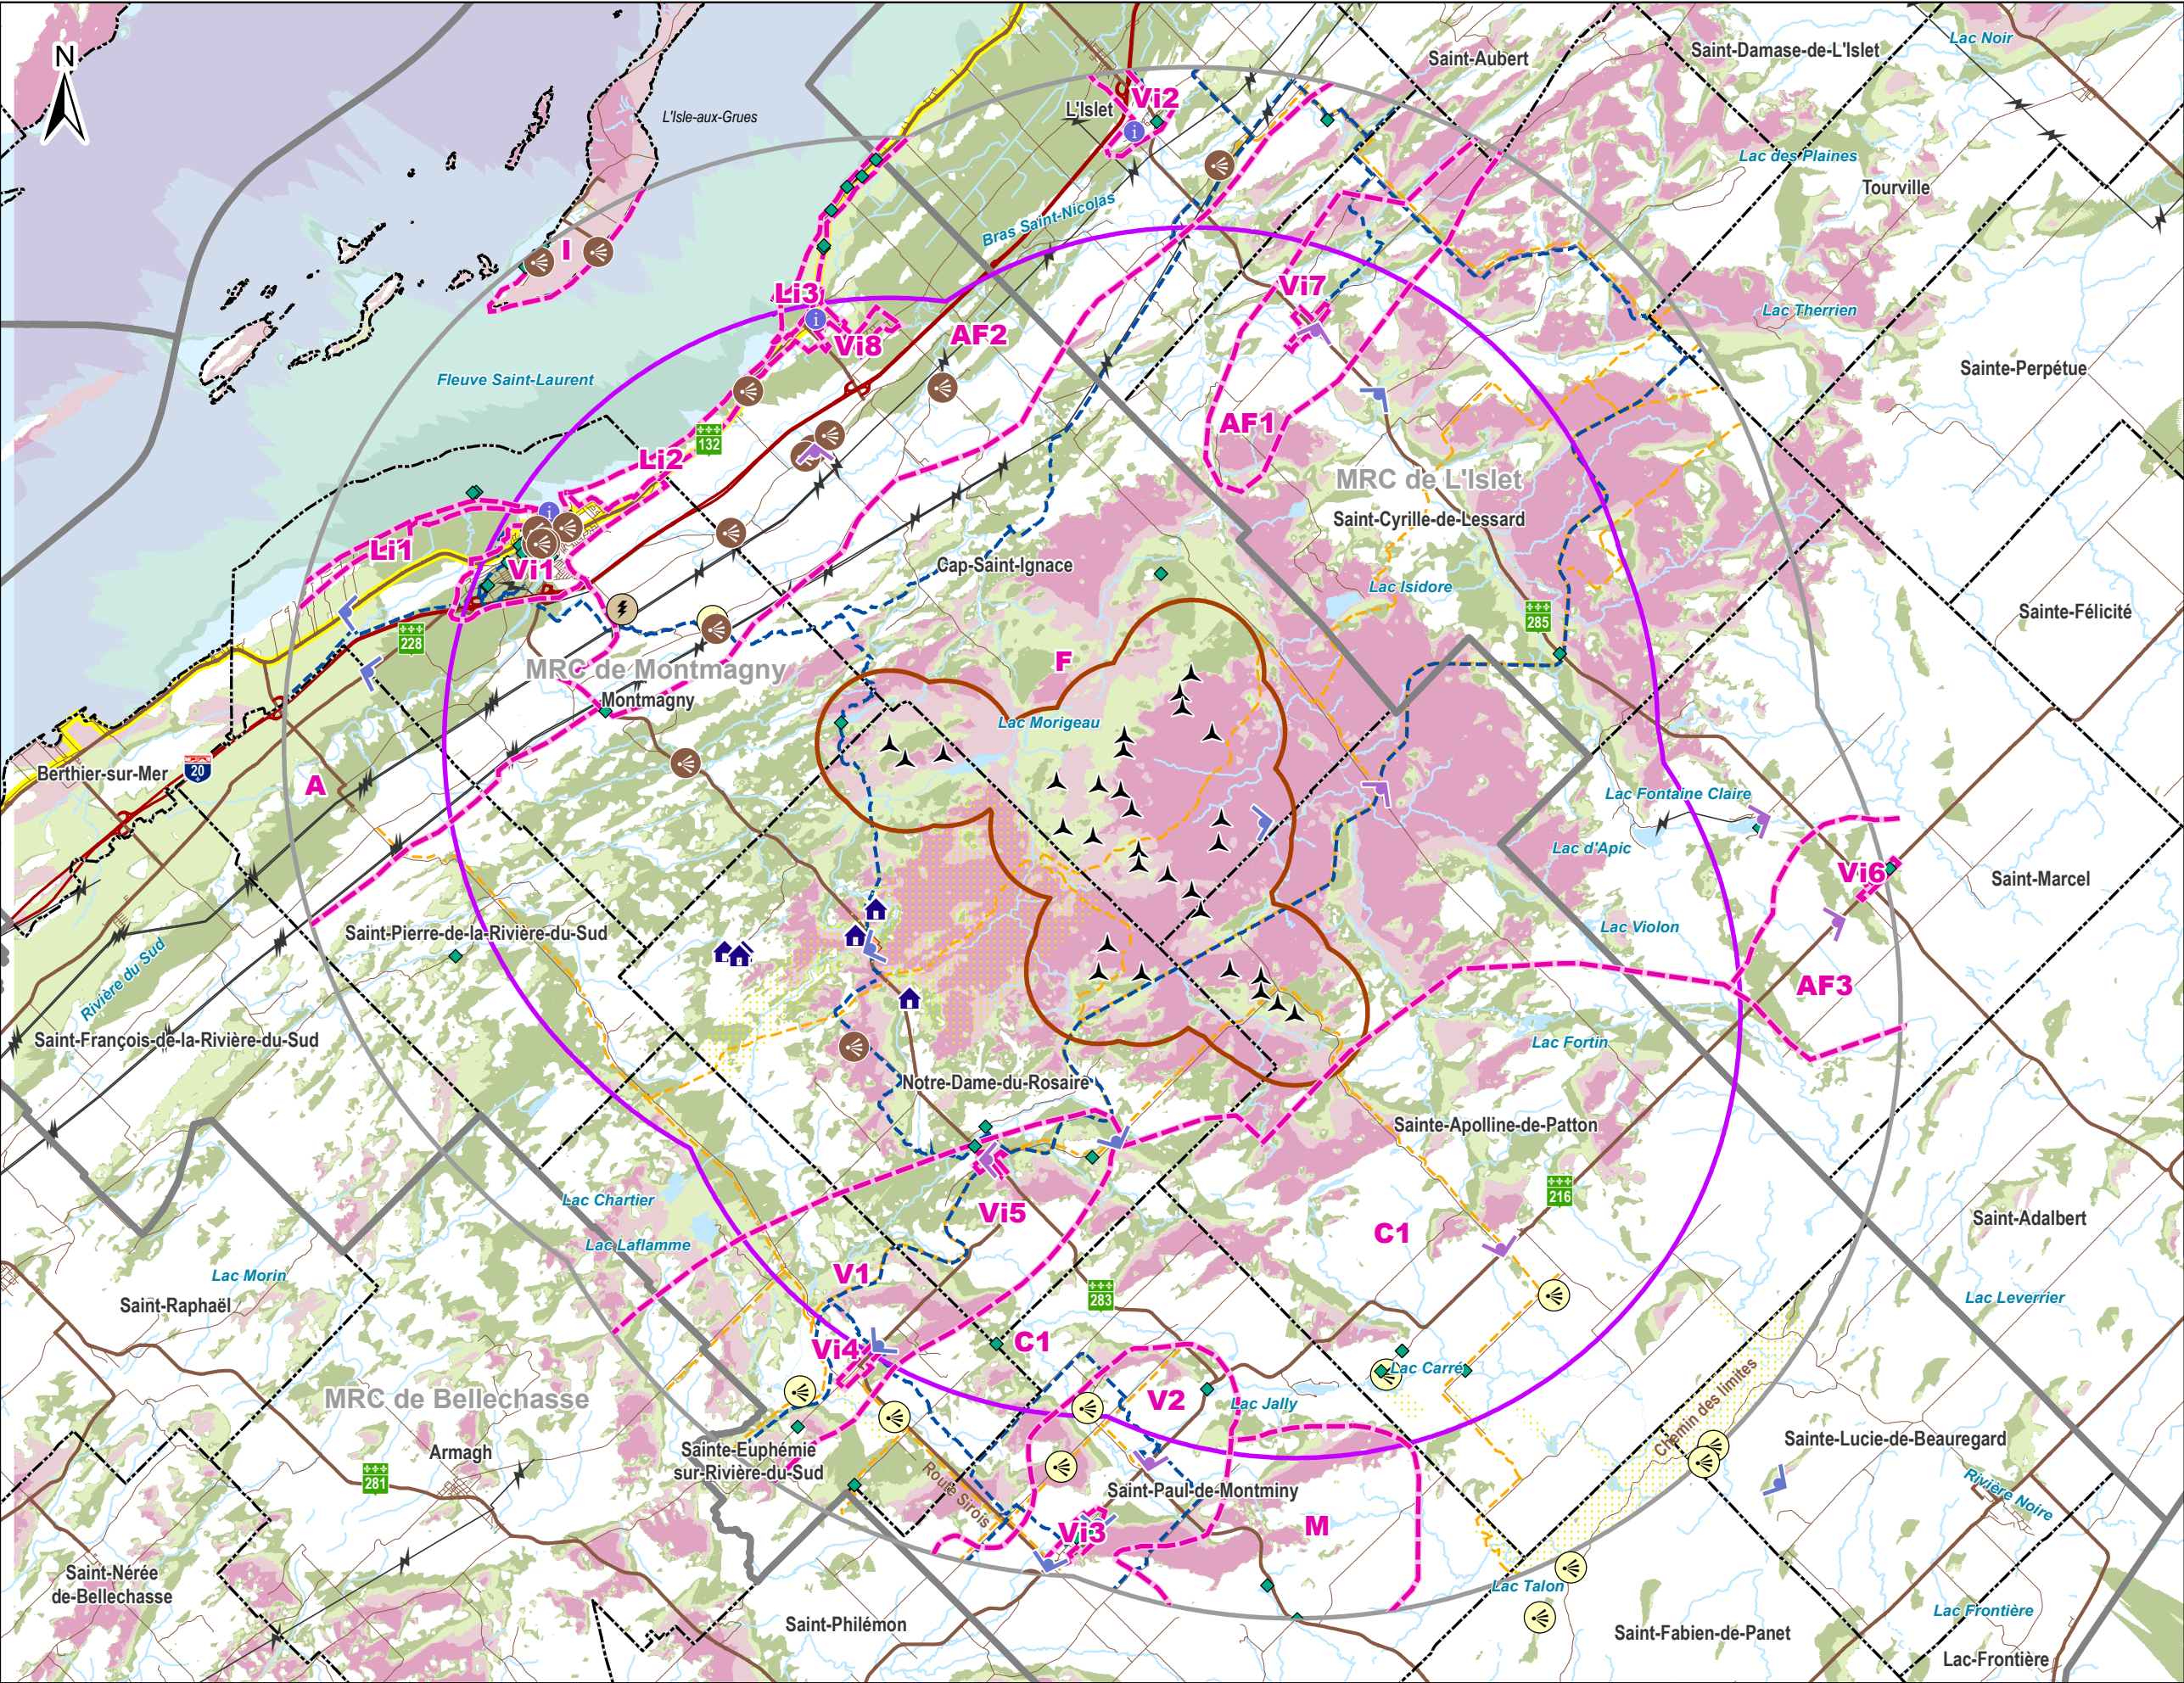 N
Saint-Aubert
Saint-Damase-de-L'Islet
Lac Noir
L'Isle-aux-Grues
L'Islet
Vi2
Lac des Plaines
Tourville
Bras Saint-Nicolas
I
Li3
Vi7
Lac Therrien
Vi8
AF2
Sainte-Perpétue
Fleuve Saint-Laurent
132
AF1
Li2
MRC de L'Islet
Saint-Cyrille-de-Lessard
Li1
Vi1
Cap-Saint-Ignace
Lac Isidore
Sainte-Félicité
285
228
MRC de Montmagny
F
Montmagny
Lac Morigeau
Berthier-sur-Mer
20
A
Lac Fontaine Claire
Lac d'Apic
Vi6
Saint-Marcel
Saint-Pierre-de-la-Rivière-du-Sud
Lac Violon
Rivière du Sud
AF3
Saint-François-de-la-Rivière-du-Sud
Lac Fortin
Notre-Dame-du-Rosaire
Sainte-Apolline-de-Patton
Lac Chartier
216
Vi5
C1
Saint-Adalbert
Lac Laflamme
Lac Morin
V1
283
Lac Leverrier
Saint-Raphaël
Vi4
C1
Lac Carré
MRC de Bellechasse
V2
Lac Jally
Chemin des limites
Armagh
Sainte-Euphémie
sur-Rivière-du-Sud
Sainte-Lucie-de-Beauregard
281
Route Sirois
Saint-Paul-de-Montminy
Rivière Noire
Vi3
M
Saint-Nérée
de-Bellechasse
Lac Talon
Saint-Philémon
Lac Frontière
Saint-Fabien-de-Panet
Lac-Frontière